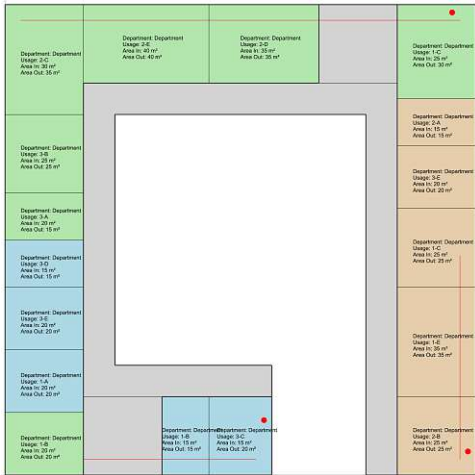 Department: Department
Usage: 2-C
Area In: 30 m²
Area Out: 35 m²
Department: Department
Usage: 2-E
Area In: 40 m²
Area Out: 40 m²
Department: Department
Usage: 2-D
Area In: 35 m²
Area Out: 35 m²
Department: Department
Usage: 1-C
Area In: 25 m²
Area Out: 30 m²
Department: Department
Usage: 2-A
Area In: 15 m²
Area Out: 15 m²
Department: Department
Usage: 3-B
Area In: 25 m²
Area Out: 25 m²
Department: Department
Usage: 3-E
Area In: 20 m²
Area Out: 20 m²
Department: Department
Usage: 3-A
Area In: 20 m²
Area Out: 15 m²
Department: Department
Usage: 1-C
Area In: 25 m²
Area Out: 25 m²
Department: Department
Usage: 3-D
Area In: 15 m²
Area Out: 15 m²
Department: Department
Usage: 3-E
Area In: 20 m²
Area Out: 20 m²
Department: Department
Usage: 1-E
Area In: 35 m²
Area Out: 35 m²
Department: Department
Usage: 1-A
Area In: 20 m²
Area Out: 20 m²
Department: Department
Usage: 1-B
Area In: 20 m²
Area Out: 20 m²
Department: Department
Usage: 1-B
Area In: 15 m²
Area Out: 15 m²
Department: Department
Usage: 3-C
Area In: 15 m²
Area Out: 20 m²
Department: Department
Usage: 2-B
Area In: 25 m²
Area Out: 25 m²